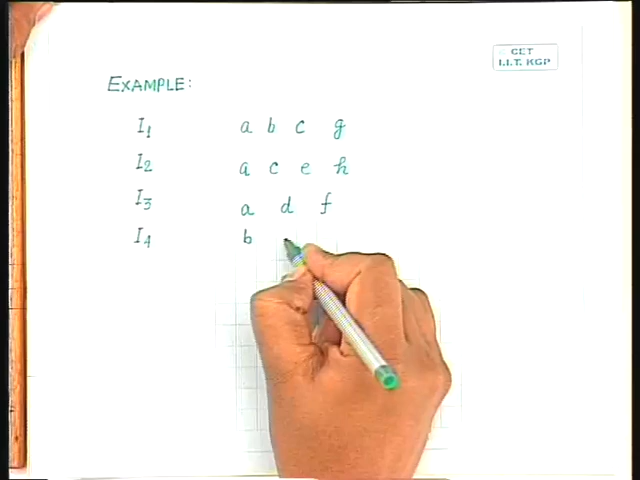 CET
I.I.T. KGP
EXAMPLE:
I1 a b c g
I2 a c e h
I3 a d f
I4 b